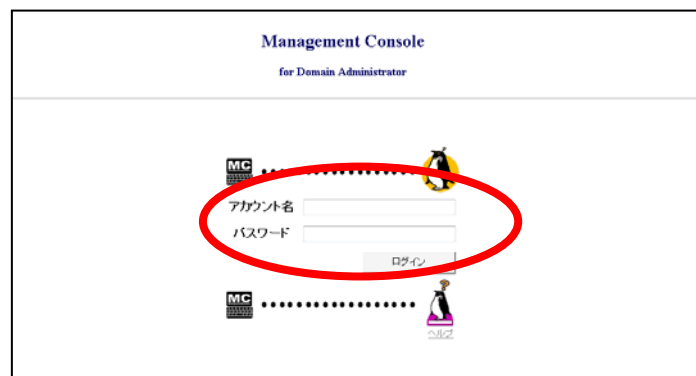 Management Console
for Domain Administrator
MC
アカウント名
パスワード
ログイン
MC
ヘルプ